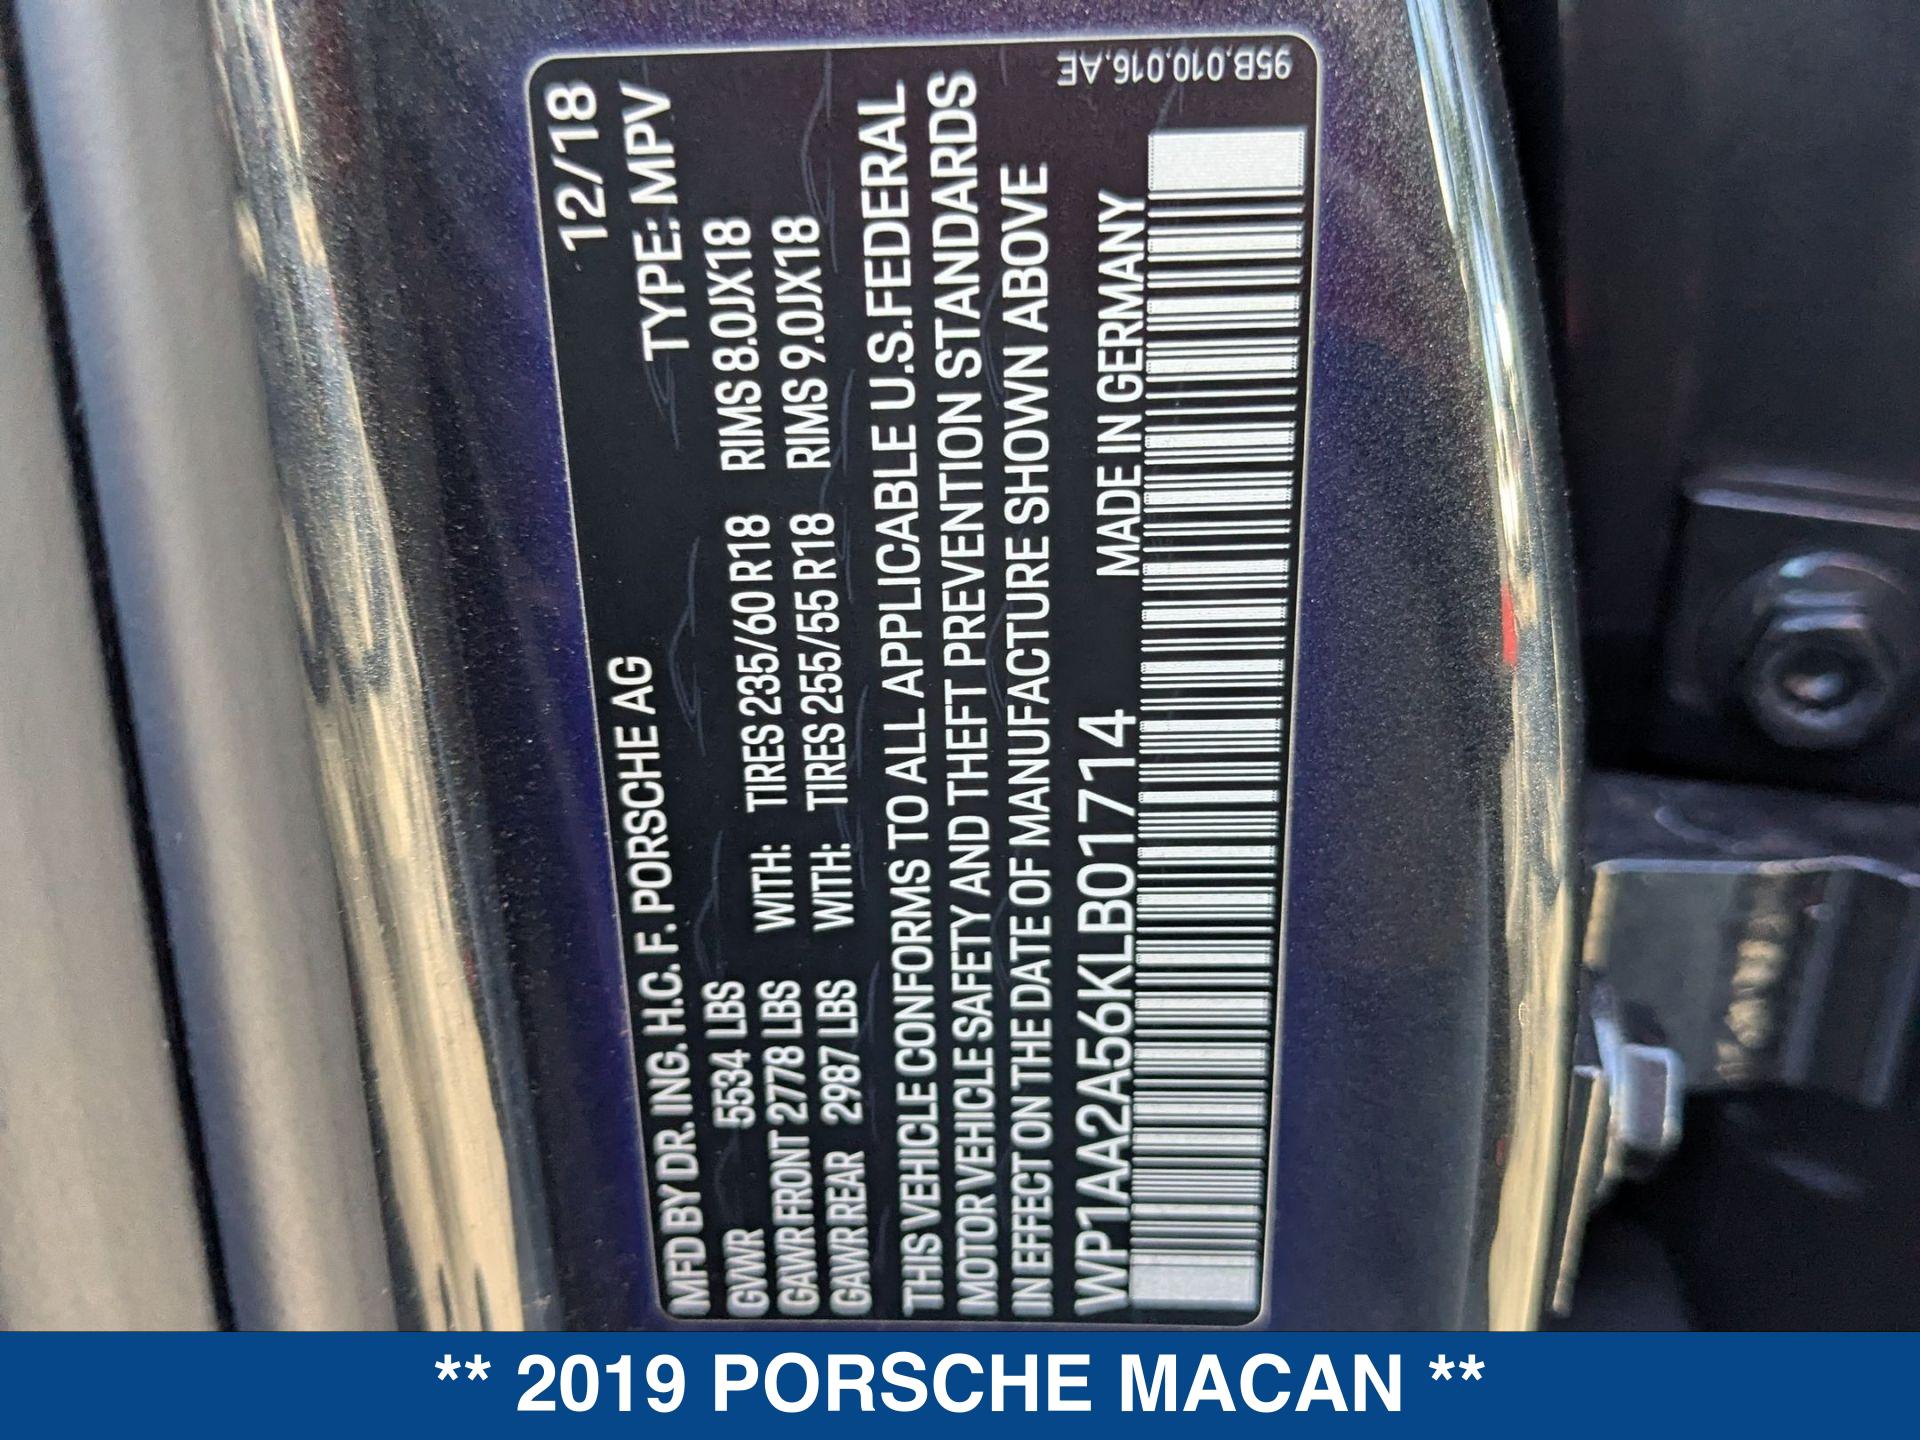 12/18
MFD BY DR. ING. H.C. F. PORSCHE AG TYPE: MPV
GVWR 5534 LBS
GAWR FRONT 2778 LBS WITH: TIRES 235/60 R18 RIMS 8.0JX18
GAWR REAR 2987 LBS WITH: TIRES 255/55 R18 RIMS 9.0JX18
THIS VEHICLE CONFORMS TO ALL APPLICABLE U.S.FEDERAL
MOTOR VEHICLE SAFETY AND THEFT PREVENTION STANDARDS
IN EFFECT ON THE DATE OF MANUFACTURE SHOWN ABOVE
WP1AA2A56KLB01714 MADE IN GERMANY
95B.010.016.AE
** 2019 PORSCHE MACAN **